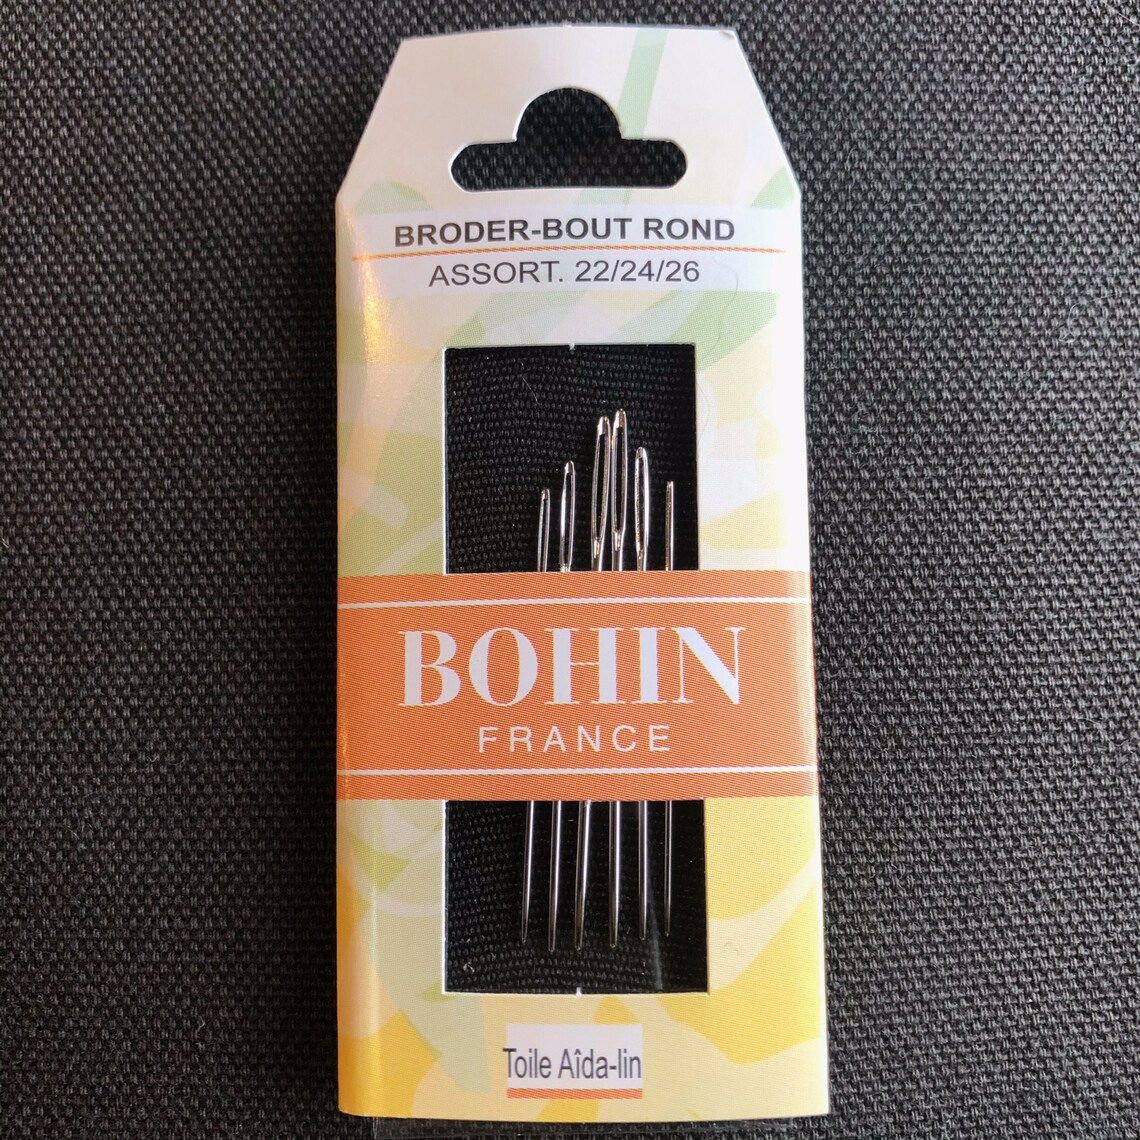 BRODER-BOUT ROND
ASSORT. 22/24/26
BOHIN
FRANCE
Toile Aîda-lin